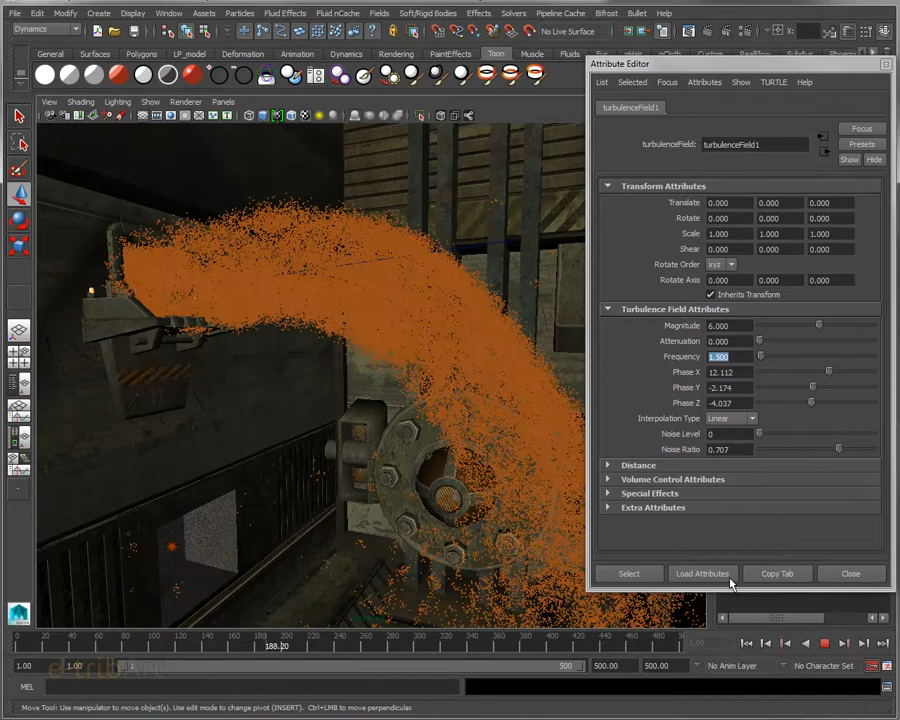 File Edit Modify Create Display Window Assets Particles Fluid Effects Fluid nCache Fields Soft/Rigid Bodies Effects Solvers Pipeline Cache Bifrost Bullet Help
Dynamics No Live Surface X:
General Surfaces Polygons LP_model Deformation Animation Dynamics Rendering PaintEffects Toon Muscle
View Shading Lighting Show Renderer Panels
Attribute Editor
List Selected Focus Attributes Show TURTLE Help
turbulenceField1
Focus
turbulenceField: turbulenceField1 Presets
Show Hide
Transform Attributes
Translate 0.000 0.000 0.000
Rotate 0.000 0.000 0.000
Scale 1.000 1.000 1.000
Shear 0.000 0.000 0.000
Rotate Order xyz
Rotate Axis 0.000 0.000 0.000
Inherits Transform
Turbulence Field Attributes
Magnitude 6.000
Attenuation 0.000
Frequency 1.500
Phase X 12.112
Phase Y -2.174
Phase Z -4.037
Interpolation Type Linear
Noise Level 0
Noise Ratio 0.707
Distance
Volume Control Attributes
Special Effects
Extra Attributes
Select Load Attributes Copy Tab Close
0 20 40 60 80 100 120 140 160 180 200 220 240 260 280 300 320 340 360 380 400 420 440 460 480 50
188.20
1.00
1.00 1.00 1 500 500.00 500.00 No Anim Layer No Character Set
e-tribArt
MEL
Move Tool: Use manipulator to move object(s). Use edit mode to change pivot (INSERT). Ctrl+LMB to move perpendicular.